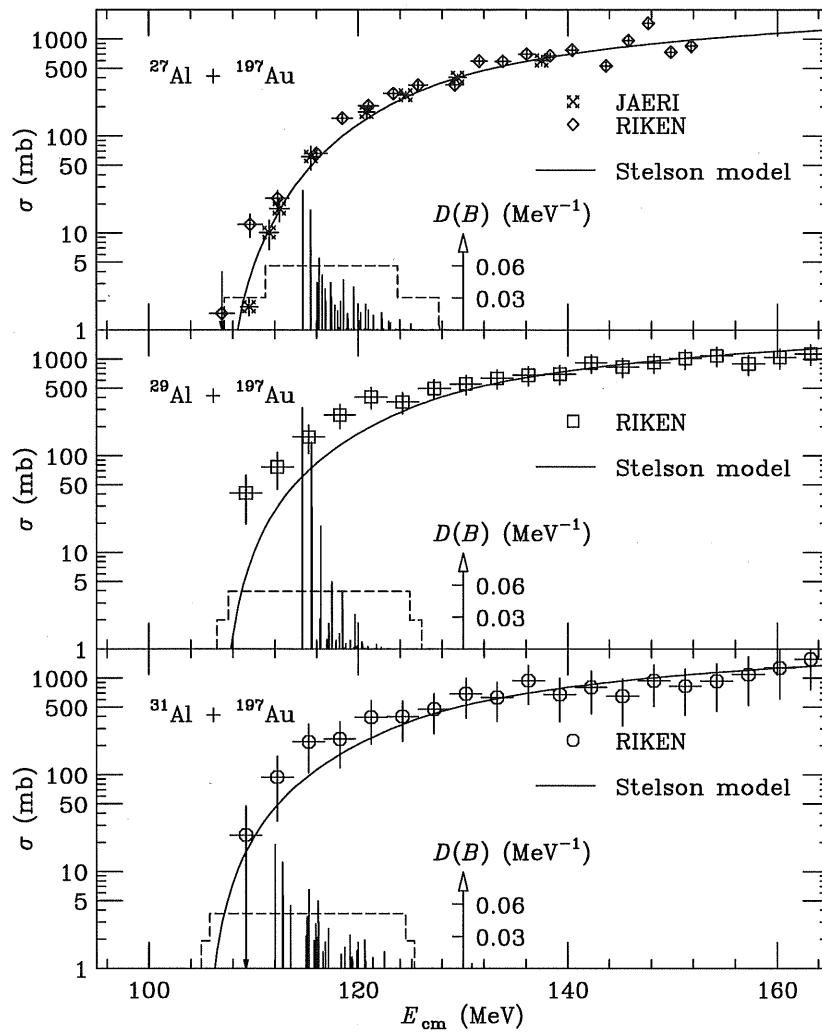 1000
500
100
50
10
5
1
σ (mb)
²⁷Al + ¹⁹⁷Au
JAERI
RIKEN
Stelson model
D(B) (MeV⁻¹)
0.06
0.03
1000
500
100
50
10
5
1
σ (mb)
²⁹Al + ¹⁹⁷Au
RIKEN
Stelson model
D(B) (MeV⁻¹)
0.06
0.03
1000
500
100
50
10
5
1
σ (mb)
³¹Al + ¹⁹⁷Au
RIKEN
Stelson model
D(B) (MeV⁻¹)
0.06
0.03
100 120 140 160
E_cm (MeV)